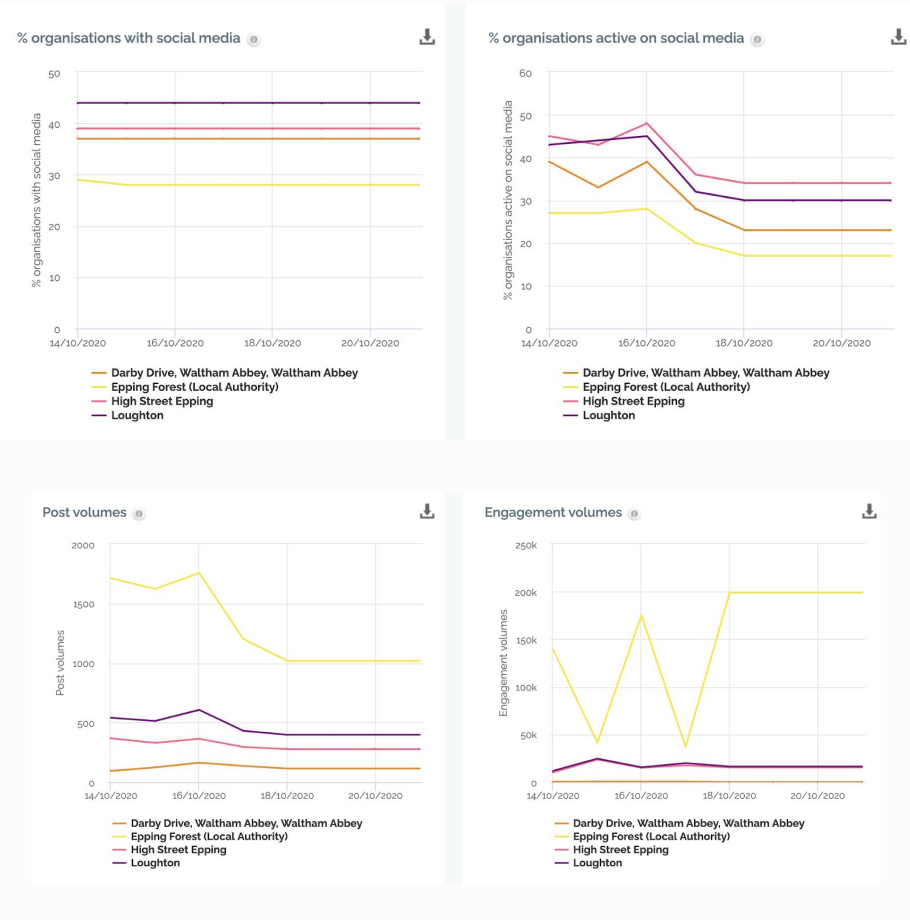 % organisations with social media
% organisations active on social media
% organisations with social media
50
40
30
20
10
0
14/10/2020 16/10/2020 18/10/2020 20/10/2020
Darby Drive, Waltham Abbey, Waltham Abbey
Epping Forest (Local Authority)
High Street Epping
Loughton
% organisations active on social media
60
50
40
30
20
10
0
14/10/2020 16/10/2020 18/10/2020 20/10/2020
Darby Drive, Waltham Abbey, Waltham Abbey
Epping Forest (Local Authority)
High Street Epping
Loughton
Post volumes
Engagement volumes
Post volumes
2000
1500
1000
500
0
14/10/2020 16/10/2020 18/10/2020 20/10/2020
Darby Drive, Waltham Abbey, Waltham Abbey
Epping Forest (Local Authority)
High Street Epping
Loughton
Engagement volumes
250k
200k
150k
100k
50k
0
14/10/2020 16/10/2020 18/10/2020 20/10/2020
Darby Drive, Waltham Abbey, Waltham Abbey
Epping Forest (Local Authority)
High Street Epping
Loughton